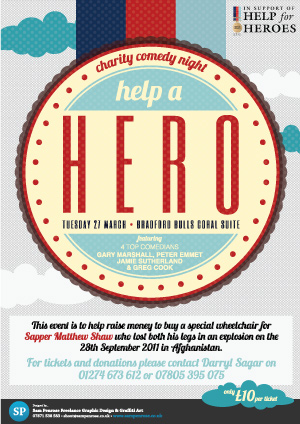 IN SUPPORT OF
HELP for
HEROES
charity comedy night
help a
HERO
TUESDAY 27 MARCH • BRADFORD BULLS CORAL SUITE
featuring
4 TOP COMEDIANS
GARY MARSHALL, PETER EMMET
JAMIE SUTHERLAND
& GREG COOK
This event is to help raise money to buy a special wheelchair for
Sapper Matthew Shaw who lost both his legs in an explosion on the
28th September 2011 in Afghanistan.
For tickets and donations please contact Darryl Sagar on
01274 673 612 or 07805 395 075
only
£10 per ticket
SP
Sam Pearson Freelance Graphic Design & Graffiti Art